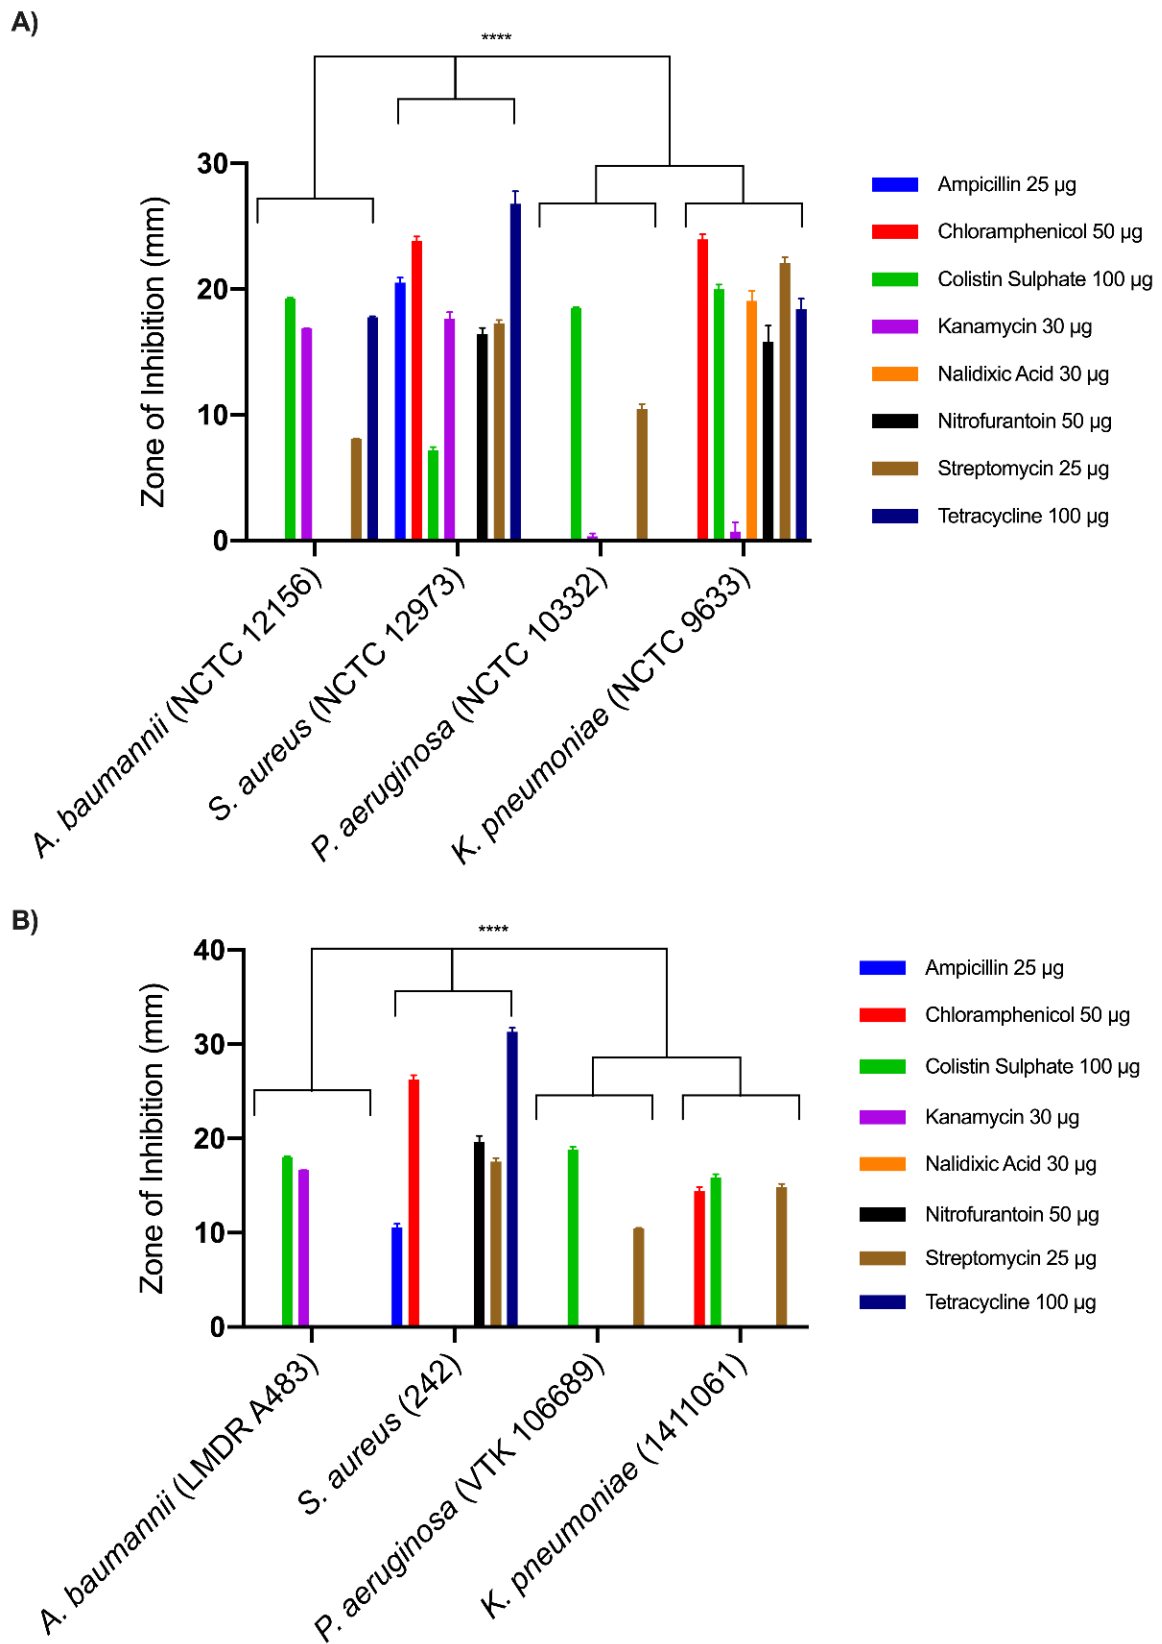 A)
****
30
20
10
0
Zone of Inhibition (mm)
A. baumannii (NCTC 12156)
S. aureus (NCTC 12973)
P. aeruginosa (NCTC 10332)
K. pneumoniae (NCTC 9633)
Ampicillin 25 µg
Chloramphenicol 50 µg
Colistin Sulphate 100 µg
Kanamycin 30 µg
Nalidixic Acid 30 µg
Nitrofurantoin 50 µg
Streptomycin 25 µg
Tetracycline 100 µg
B)
****
40
30
20
10
0
Zone of Inhibition (mm)
A. baumannii (LMDR A483)
S. aureus (242)
P. aeruginosa (VTK 106689)
K. pneumoniae (1411061)
Ampicillin 25 µg
Chloramphenicol 50 µg
Colistin Sulphate 100 µg
Kanamycin 30 µg
Nalidixic Acid 30 µg
Nitrofurantoin 50 µg
Streptomycin 25 µg
Tetracycline 100 µg